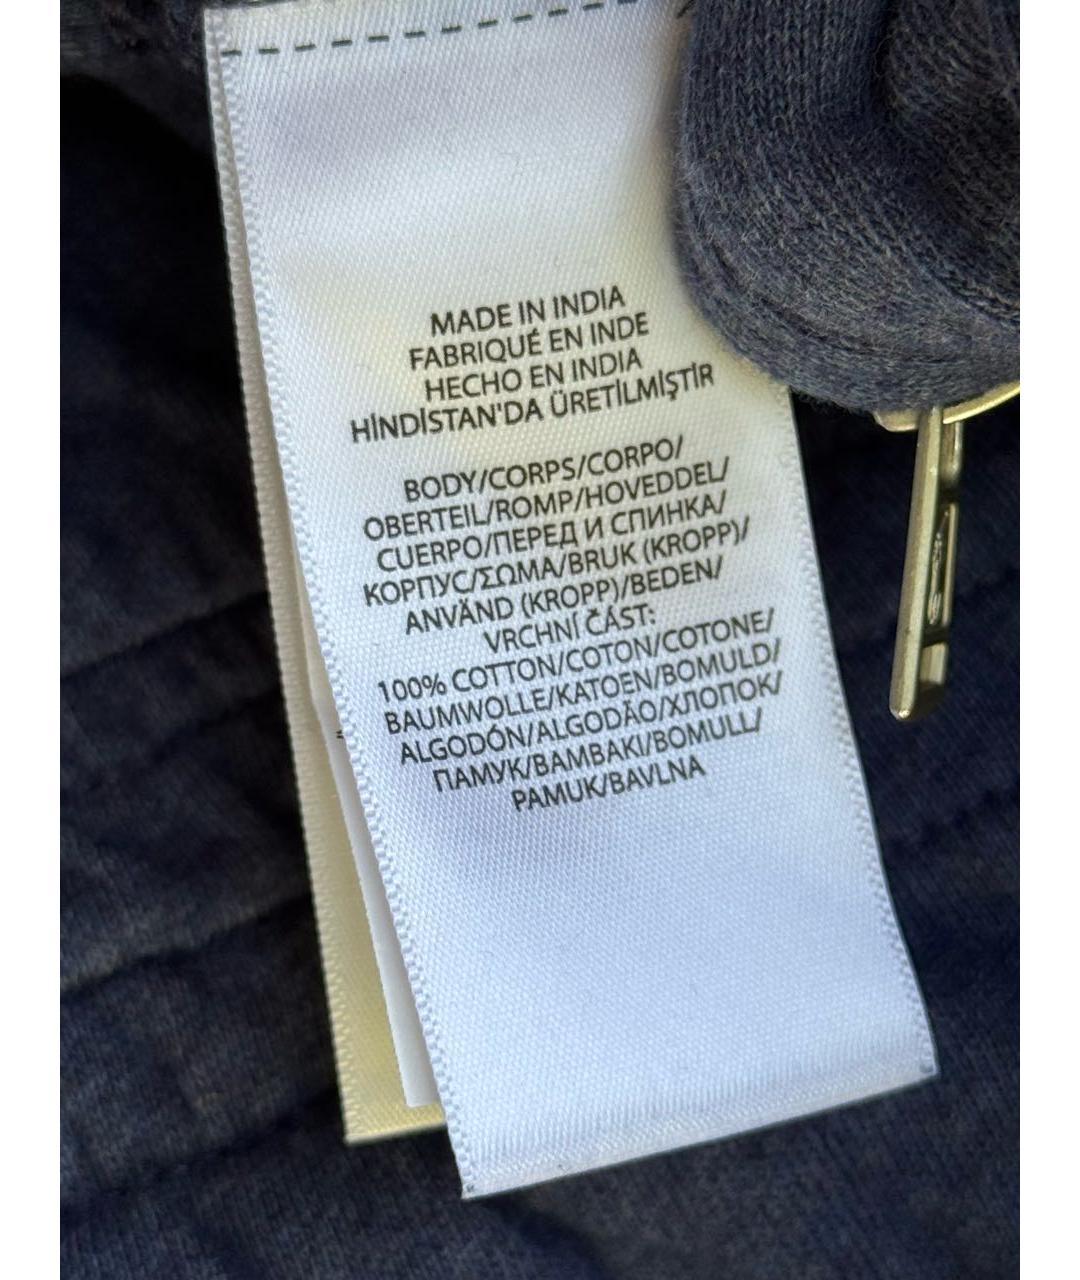 MADE IN INDIA
FABRIQUÉ EN INDE
HECHO EN INDIA
HİNDİSTAN'DA ÜRETİLMİŞTİR
BODY/CORPS/CORPO/
OBERTEIL/ROMP/HOVEDDEL/
CUERPO/ПЕРЕД И СПИНКА/
КОРПУС/ΣΩΜΑ/BRUK (KROPP)/
ANVÄND (KROPP)/BEDEN/
VRCHNÍ ČÁST:
100% COTTON/COTON/COTONE/
BAUMWOLLE/KATOEN/BOMULD/
ALGODÓN/ALGODÃO/ХЛОПОК/
ПАМУК/ΒΑΜΒΑΚΙ/BOMULL/
PAMUK/BAVLNA